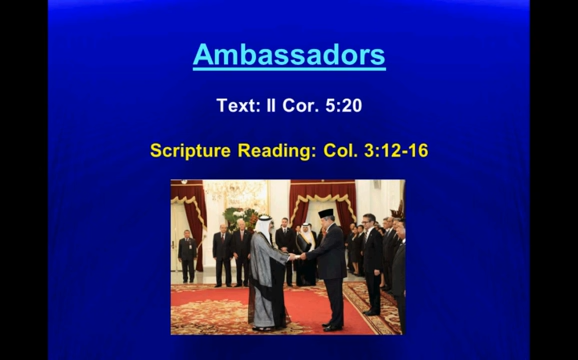 Ambassadors
Text: II Cor. 5:20
Scripture Reading: Col. 3:12-16